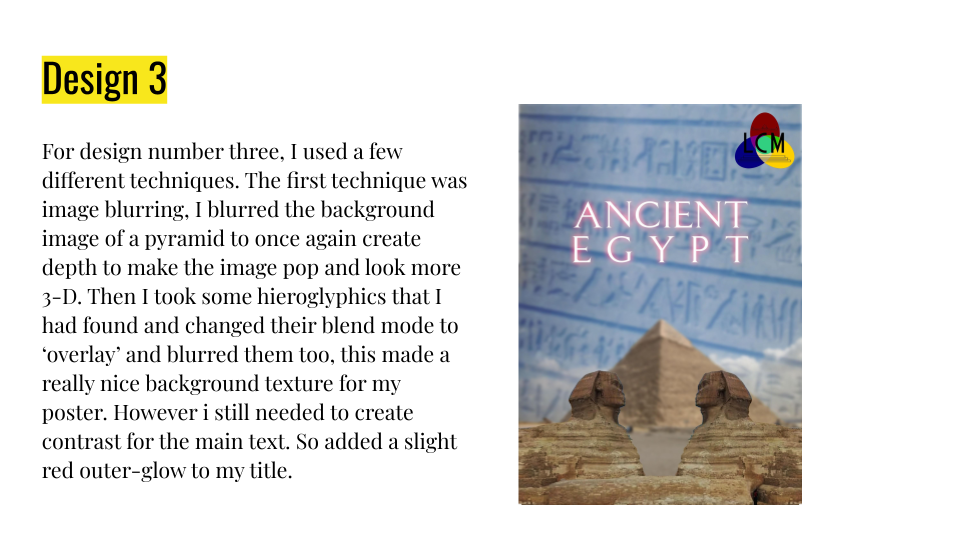 Design 3
For design number three, I used a few
different techniques. The first technique was
image blurring, I blurred the background
image of a pyramid to once again create
depth to make the image pop and look more
3-D. Then I took some hieroglyphics that I
had found and changed their blend mode to
‘overlay’ and blurred them too, this made a
really nice background texture for my
poster. However i still needed to create
contrast for the main text. So added a slight
red outer-glow to my title.
LCM
ANCIENT
EGYPT